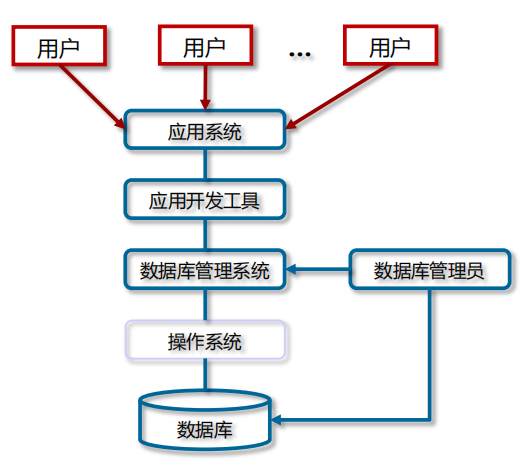 用户
用户
...
用户
应用系统
应用开发工具
数据库管理系统
数据库管理员
操作系统
数据库